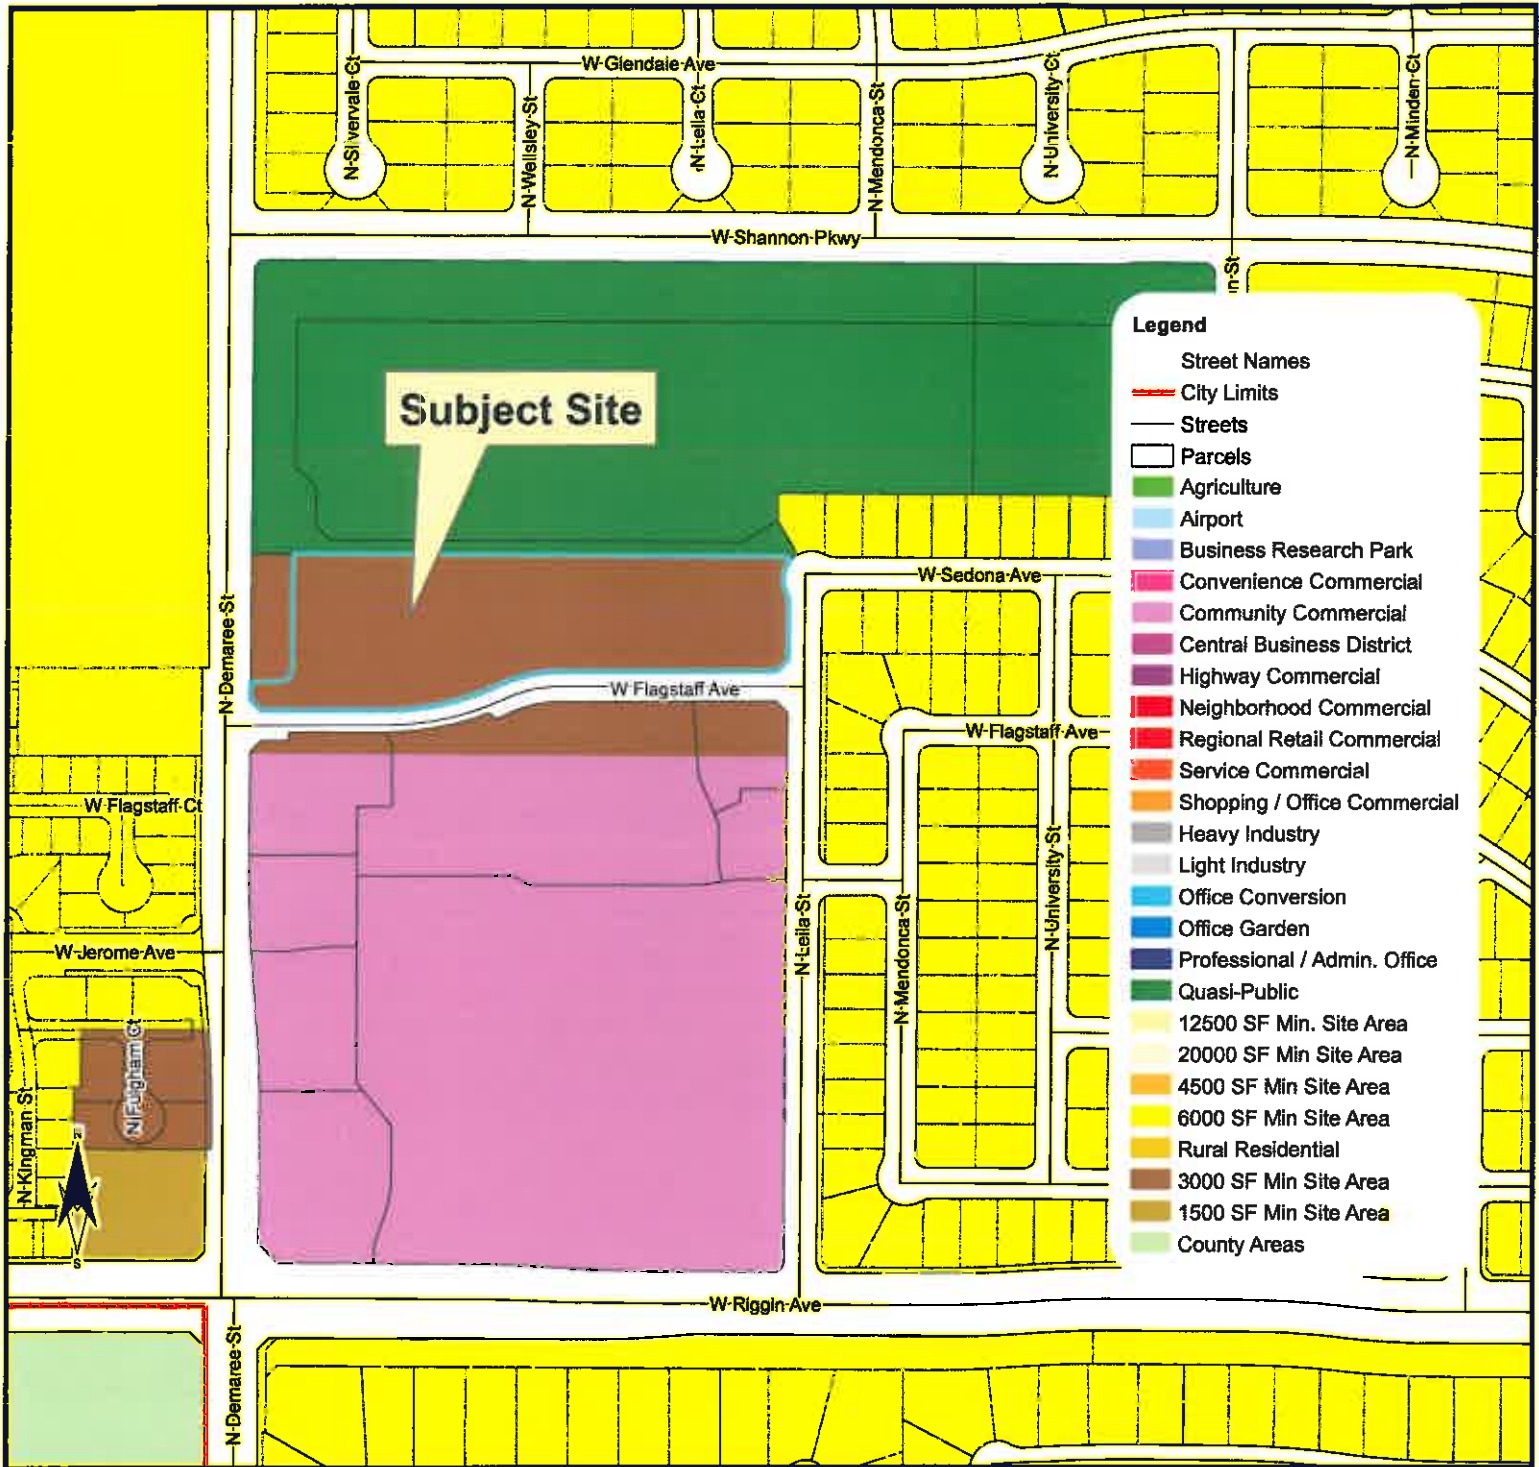 W Glendale Ave
N Silvervale Ct
N Wellsley St
N Leila Ct
N Mendonca St
N University Ct
N Minden Ct
W Shannon Pkwy
n St
Subject Site
Legend
Street Names
City Limits
Streets
Parcels
Agriculture
Airport
Business Research Park
Convenience Commercial
Community Commercial
Central Business District
Highway Commercial
Neighborhood Commercial
Regional Retail Commercial
Service Commercial
Shopping / Office Commercial
Heavy Industry
Light Industry
Office Conversion
Office Garden
Professional / Admin. Office
Quasi-Public
12500 SF Min. Site Area
20000 SF Min Site Area
4500 SF Min Site Area
6000 SF Min Site Area
Rural Residential
3000 SF Min Site Area
1500 SF Min Site Area
County Areas
W Sedona Ave
N Demaree St
W Flagstaff Ave
W Flagstaff Ave
W Flagstaff Ct
N University St
N Leila St
N Mendonca St
W Jerome Ave
N Fulgham Ct
N Kingman St
S
W Riggin Ave
N Demaree St